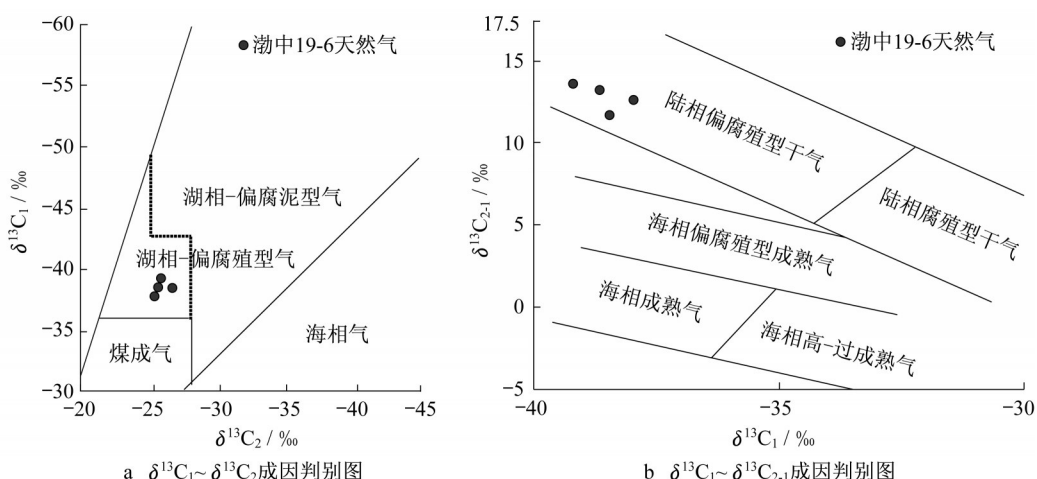 −60
−50
−45
−40
−35
−30
δ¹³C₁ / ‰
渤中19-6天然气
湖相-偏腐泥型气
湖相-偏腐殖型气
煤成气
海相气
−20
−25
−30
−35
−40
−45
δ¹³C₂ / ‰
a δ¹³C₁~δ¹³C₂成因判别图
17.5
15
10
5
0
−5
δ¹³C₂₋₁ / ‰
渤中19-6天然气
陆相偏腐殖型干气
陆相腐殖型干气
海相偏腐殖型成熟气
海相成熟气
海相高-过成熟气
−40
−35
−30
δ¹³C₁ / ‰
b δ¹³C₁~δ¹³C₂₋₁成因判别图